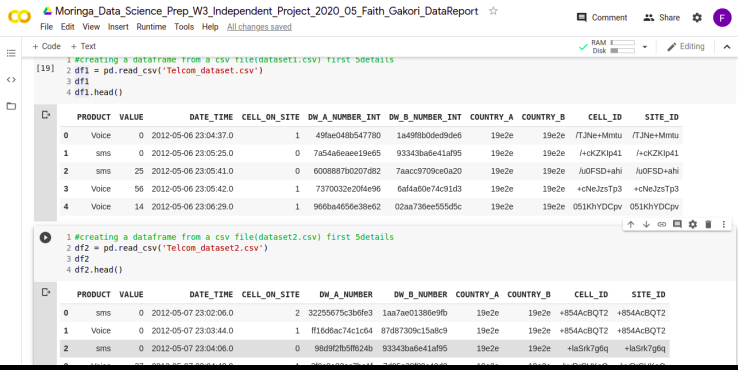 CO Moringa_Data_Science_Prep_W3_Independent_Project_2020_05_Faith_Gakori_DataReport Comment Share F
File Edit View Insert Runtime Tools Help All changes saved
+ Code + Text RAM Disk Editing
1 #creating a dataframe from a csv file(dataset1.csv) first 5details
[19] 2 df1 = pd.read_csv('Telcom_dataset.csv')
3 df1
4 df1.head()
PRODUCT VALUE DATE_TIME CELL_ON_SITE DW_A_NUMBER_INT DW_B_NUMBER_INT COUNTRY_A COUNTRY_B CELL_ID SITE_ID
0 Voice 0 2012-05-06 23:04:37.0 1 49fae048b547780 1a49f8b0ded9de6 19e2e 19e2e /TJNe+Mmtu /TJNe+Mmtu
1 sms 0 2012-05-06 23:05:25.0 0 7a54a6eaee19e65 93343ba6e41af95 19e2e 19e2e /+cKZKIp41 /+cKZKIp41
2 sms 25 2012-05-06 23:05:41.0 0 6008887b0207d82 7aacc9709ce0a20 19e2e 19e2e /u0FSD+ahi /u0FSD+ahi
3 Voice 56 2012-05-06 23:05:42.0 1 7370032e20f4e96 6af4a60e74c91d3 19e2e 19e2e +cNeJzsTp3 +cNeJzsTp3
4 Voice 14 2012-05-06 23:06:29.0 1 966ba4656e38e62 02aa736ee555d5c 19e2e 19e2e 051KhYDCpv 051KhYDCpv
1 #creating a dataframe from a csv file(dataset2.csv) first 5details
2 df2 = pd.read_csv('Telcom_dataset2.csv')
3 df2
4 df2.head()
PRODUCT VALUE DATE_TIME CELL_ON_SITE DW_A_NUMBER DW_B_NUMBER COUNTRY_A COUNTRY_B CELL_ID SITE_ID
0 sms 0 2012-05-07 23:02:06.0 2 32255675c3b6fe3 1aa7ae01386e9fb 19e2e 19e2e +854AcBQT2 +854AcBQT2
1 Voice 0 2012-05-07 23:03:44.0 1 ff16d6ac74c1c64 87d87309c15a8c9 19e2e 19e2e +854AcBQT2 +854AcBQT2
2 sms 0 2012-05-07 23:04:06.0 0 98d9f2fb5ff624b 93343ba6e41af95 19e2e 19e2e +laSrk7g6q +laSrk7g6q